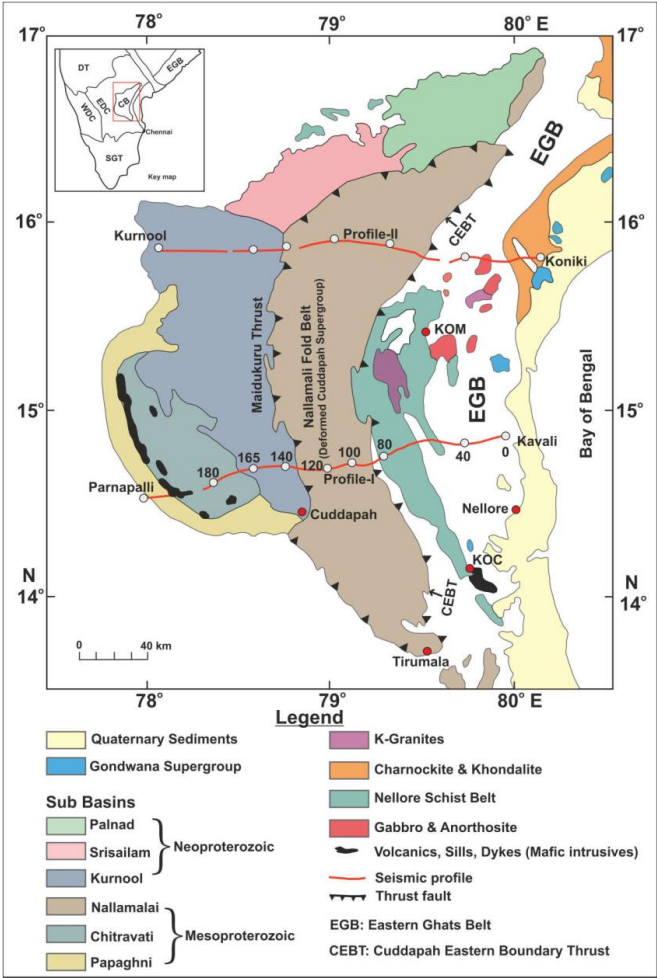 78°
79°
80° E
17°
17°
DT
EGB
EDC
WDC
CB
Chennai
SGT
Key map
EGB
16°
16°
CEBT
Kurnool
Profile-II
Koniki
Maidukuru Thrust
Nallamali Fold Belt
(Deformed Cuddapah Supergroup)
KOM
EGB
Bay of Bengal
15°
15°
Kavali
180
165
140
120
100
80
40
0
Profile-I
Parnapalli
Cuddapah
Nellore
KOC
N
14°
N
14°
CEBT
0
40 km
Tirumala
78°
79°
80° E
Legend
Quaternary Sediments
Gondwana Supergroup
Sub Basins
Palnad
Srisailam
Kurnool
Neoproterozoic
Nallamalai
Chitravati
Papaghni
Mesoproterozoic
K-Granites
Charnockite & Khondalite
Nellore Schist Belt
Gabbro & Anorthosite
Volcanics, Sills, Dykes (Mafic intrusives)
Seismic profile
Thrust fault
EGB: Eastern Ghats Belt
CEBT: Cuddapah Eastern Boundary Thrust